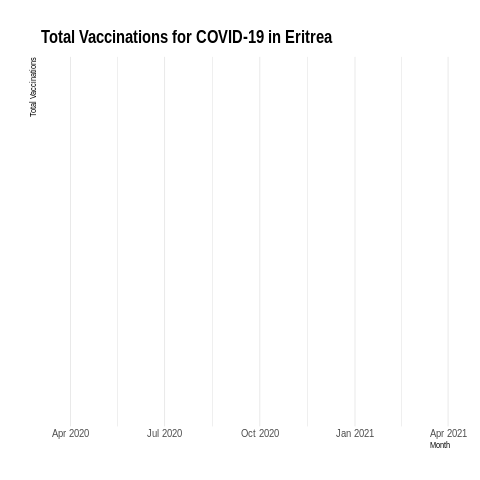 Total Vaccinations for COVID-19 in Eritrea
Total Vaccinations
Apr 2020 Jul 2020 Oct 2020 Jan 2021 Apr 2021
Month